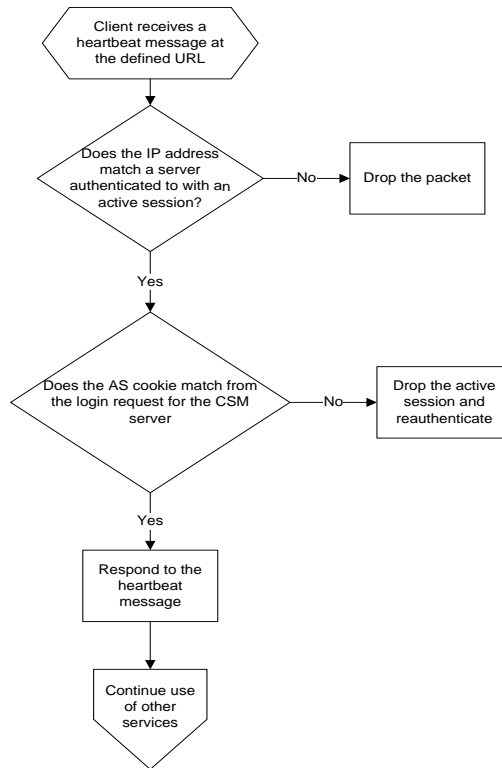 Client receives a
heartbeat message at
the defined URL
Does the IP address
match a server
authenticated to with an
active session?
No
Drop the packet
Yes
Does the AS cookie match from
the login request for the CSM
server
No
Drop the active
session and
reauthenticate
Yes
Respond to the
heartbeat
message
Continue use
of other
services